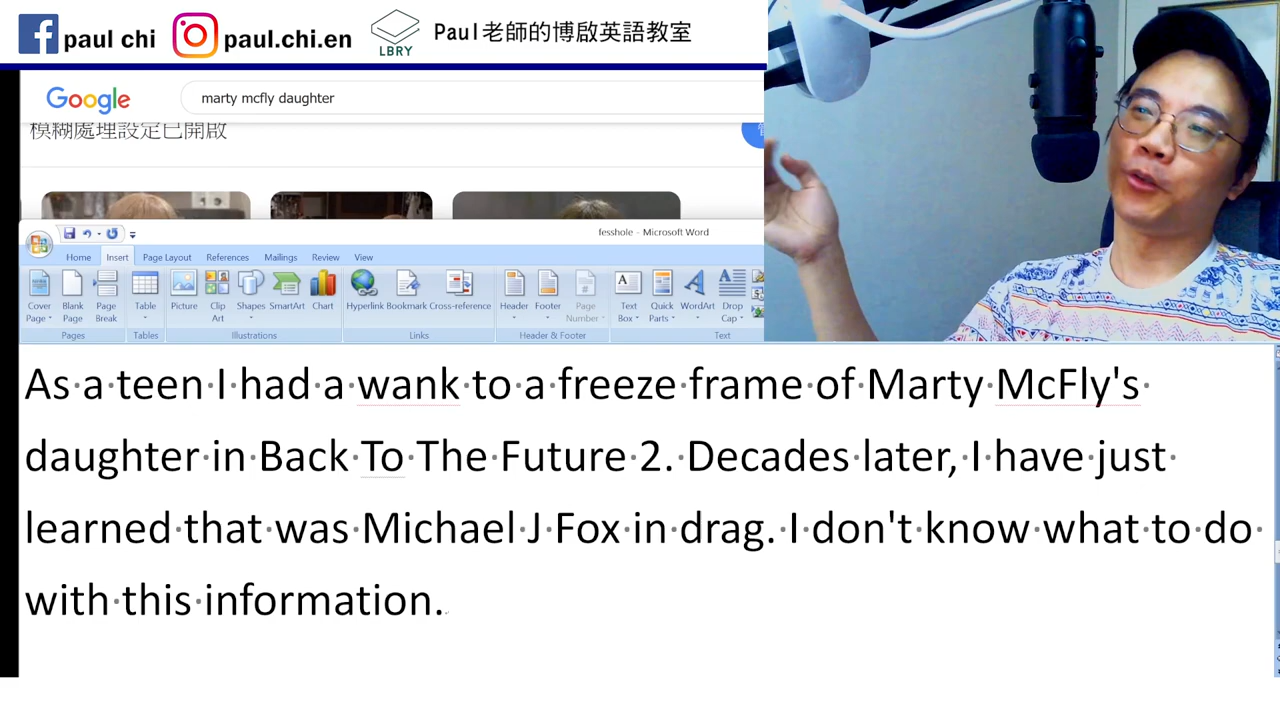 paul chi
paul.chi.en
LBRY
Paul老師的博啟英語教室
Google
marty mcfly daughter
模糊處理設定已開啟
fesshole - Microsoft Word
Home Insert Page Layout References Mailings Review View
Cover Page Blank Page Page Break Table Picture Clip Art Shapes SmartArt Chart Hyperlink Bookmark Cross-reference Header Footer Page Number Text Box Quick Parts WordArt Drop Cap
Pages Tables Illustrations Links Header & Footer Text
As a teen I had a wank to a freeze frame of Marty McFly's
daughter in Back To The Future 2. Decades later, I have just
learned that was Michael J Fox in drag. I don't know what to do
with this information.